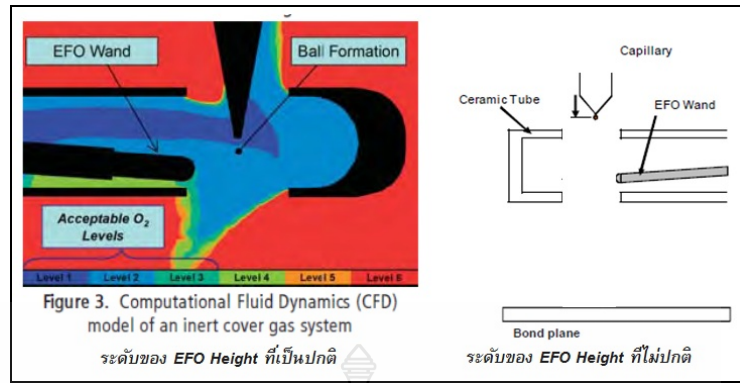 EFO Wand
Ball Formation
Acceptable O₂
Levels
Level 1 Level 2 Level 3 Level 4 Level 5 Level 6
Figure 3. Computational Fluid Dynamics (CFD)
model of an inert cover gas system
ระดับของ EFO Height ที่เป็นปกติ
Capillary
Ceramic Tube
EFO Wand
Bond plane
ระดับของ EFO Height ที่ไม่ปกติ